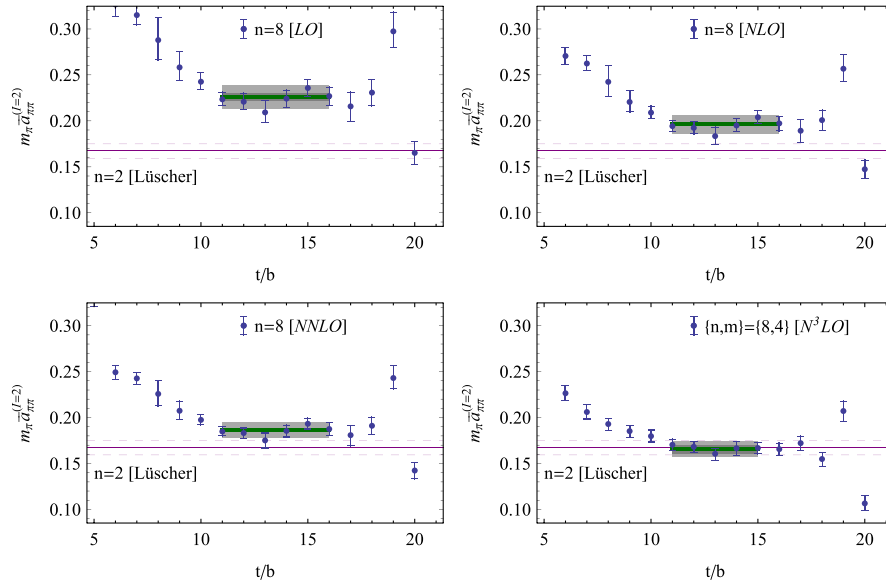 0.30
0.25
0.20
0.15
0.10
m_π a̅_ππ^(I=2)
n=8 [LO]
n=2 [Lüscher]
5 10 15 20
t/b
0.30
0.25
0.20
0.15
0.10
m_π a̅_ππ^(I=2)
n=8 [NLO]
n=2 [Lüscher]
5 10 15 20
t/b
0.30
0.25
0.20
0.15
0.10
m_π a̅_ππ^(I=2)
n=8 [NNLO]
n=2 [Lüscher]
5 10 15 20
t/b
0.30
0.25
0.20
0.15
0.10
m_π a̅_ππ^(I=2)
{n,m}={8,4} [N³LO]
n=2 [Lüscher]
5 10 15 20
t/b